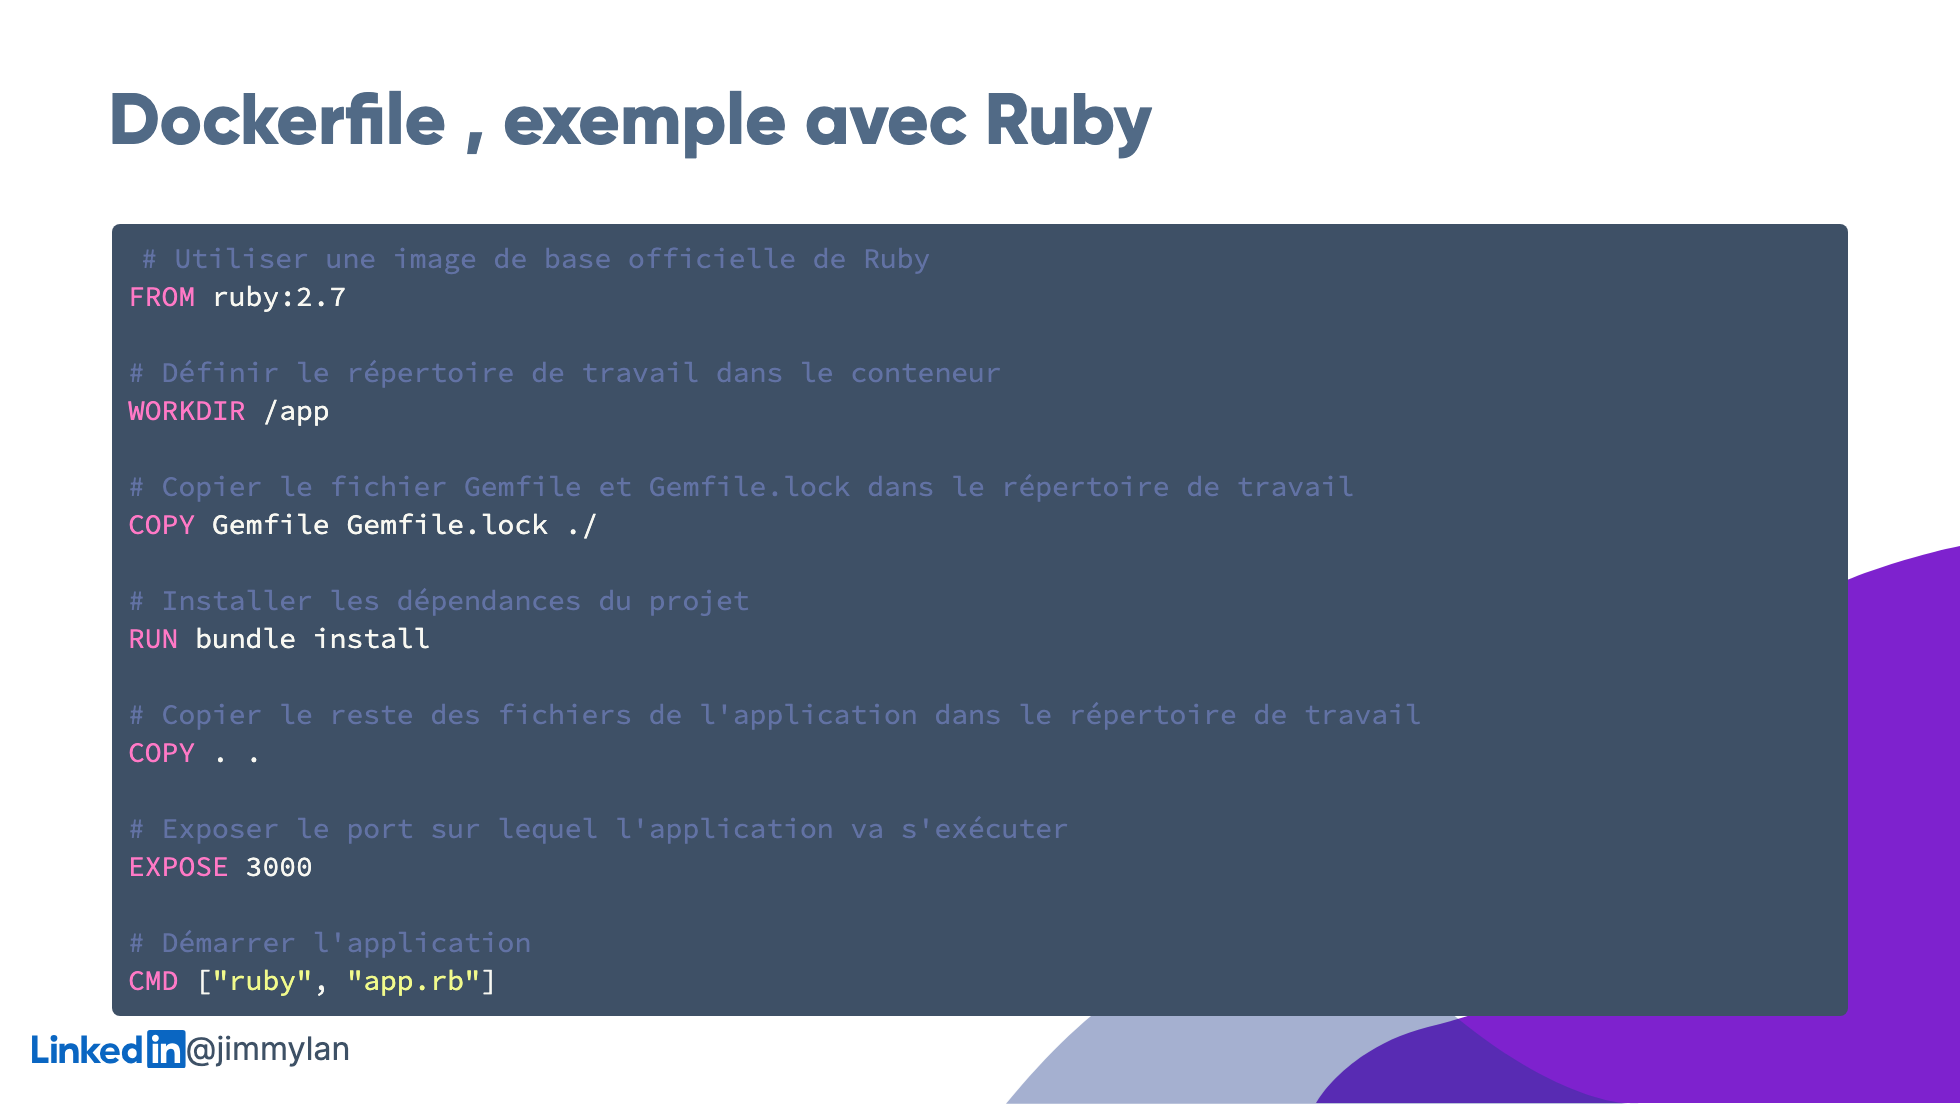 Dockerfile , exemple avec Ruby
# Utiliser une image de base officielle de Ruby
FROM ruby:2.7
# Définir le répertoire de travail dans le conteneur
WORKDIR /app
# Copier le fichier Gemfile et Gemfile.lock dans le répertoire de travail
COPY Gemfile Gemfile.lock ./
# Installer les dépendances du projet
RUN bundle install
# Copier le reste des fichiers de l'application dans le répertoire de travail
COPY . .
# Exposer le port sur lequel l'application va s'exécuter
EXPOSE 3000
# Démarrer l'application
CMD ["ruby", "app.rb"]
Linkedin@jimmylan